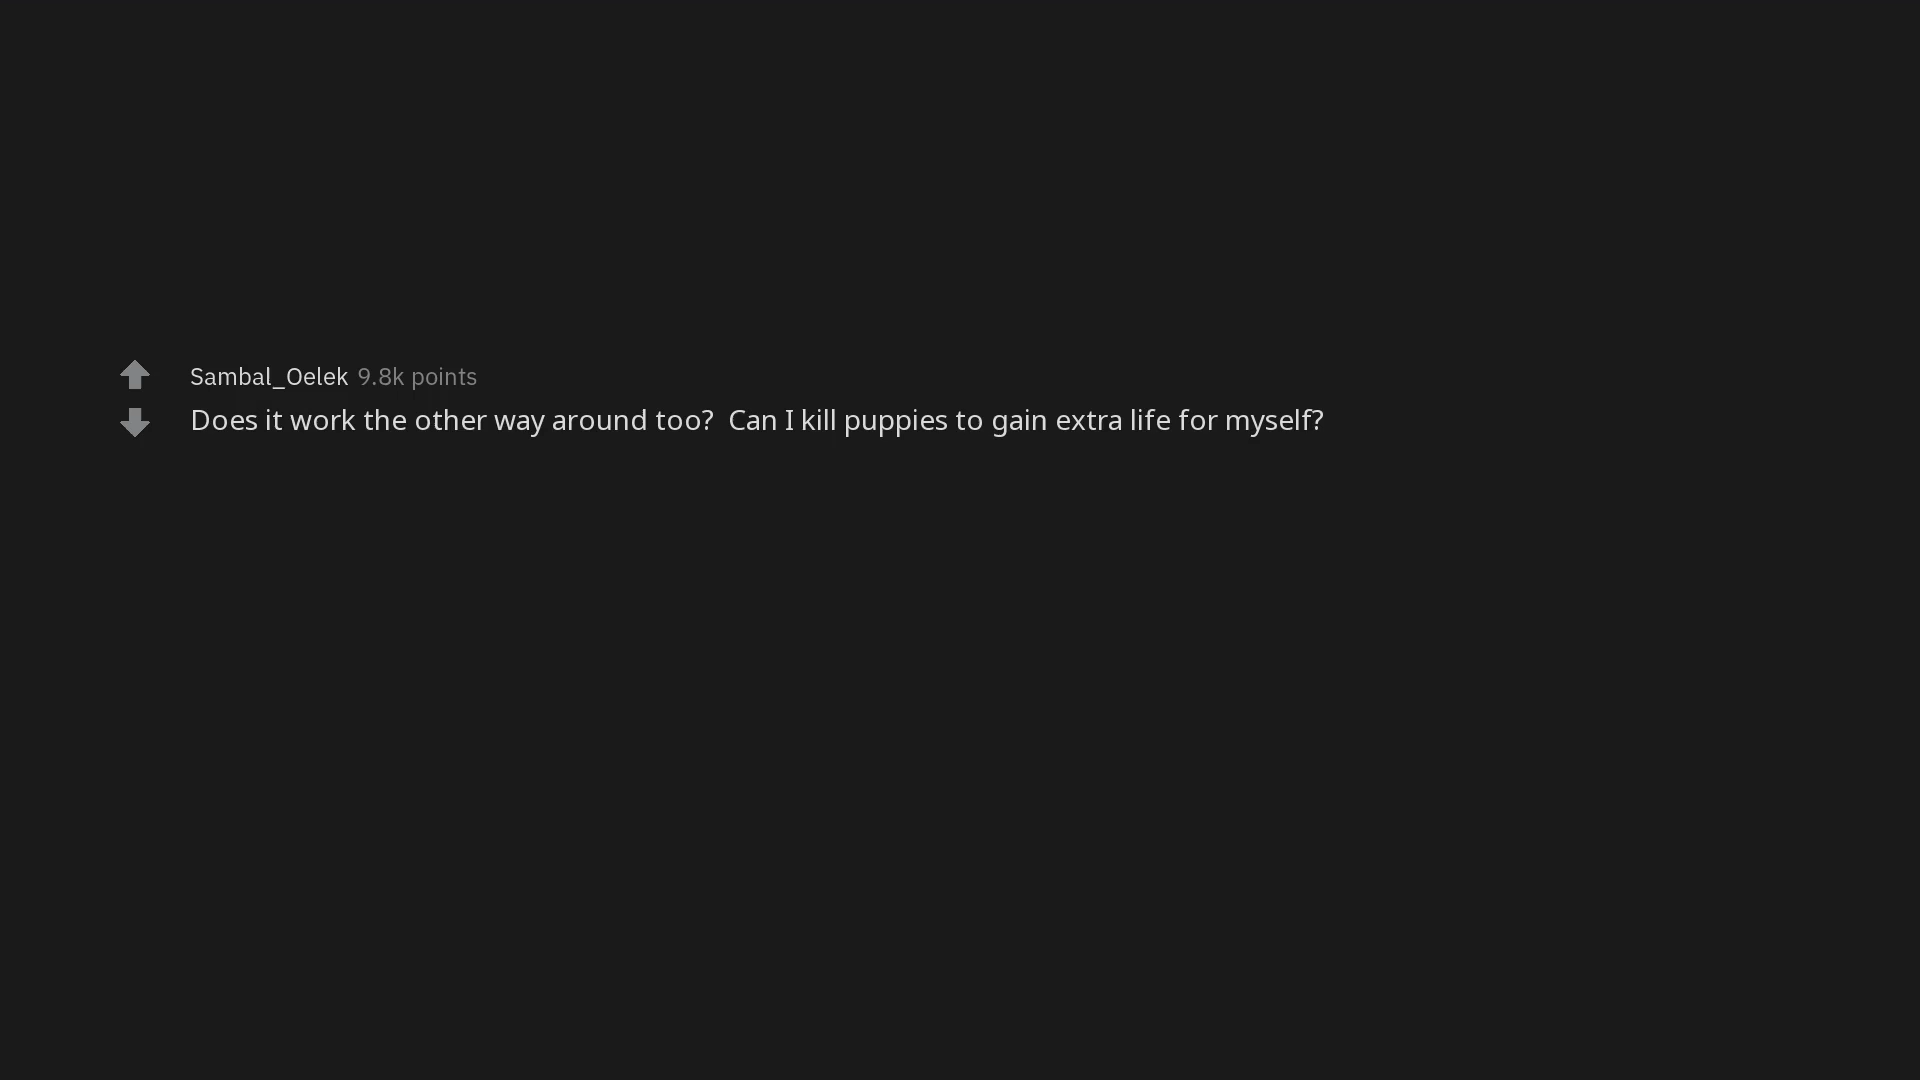 Sambal_Oelek 9.8k points
Does it work the other way around too?  Can I kill puppies to gain extra life for myself?